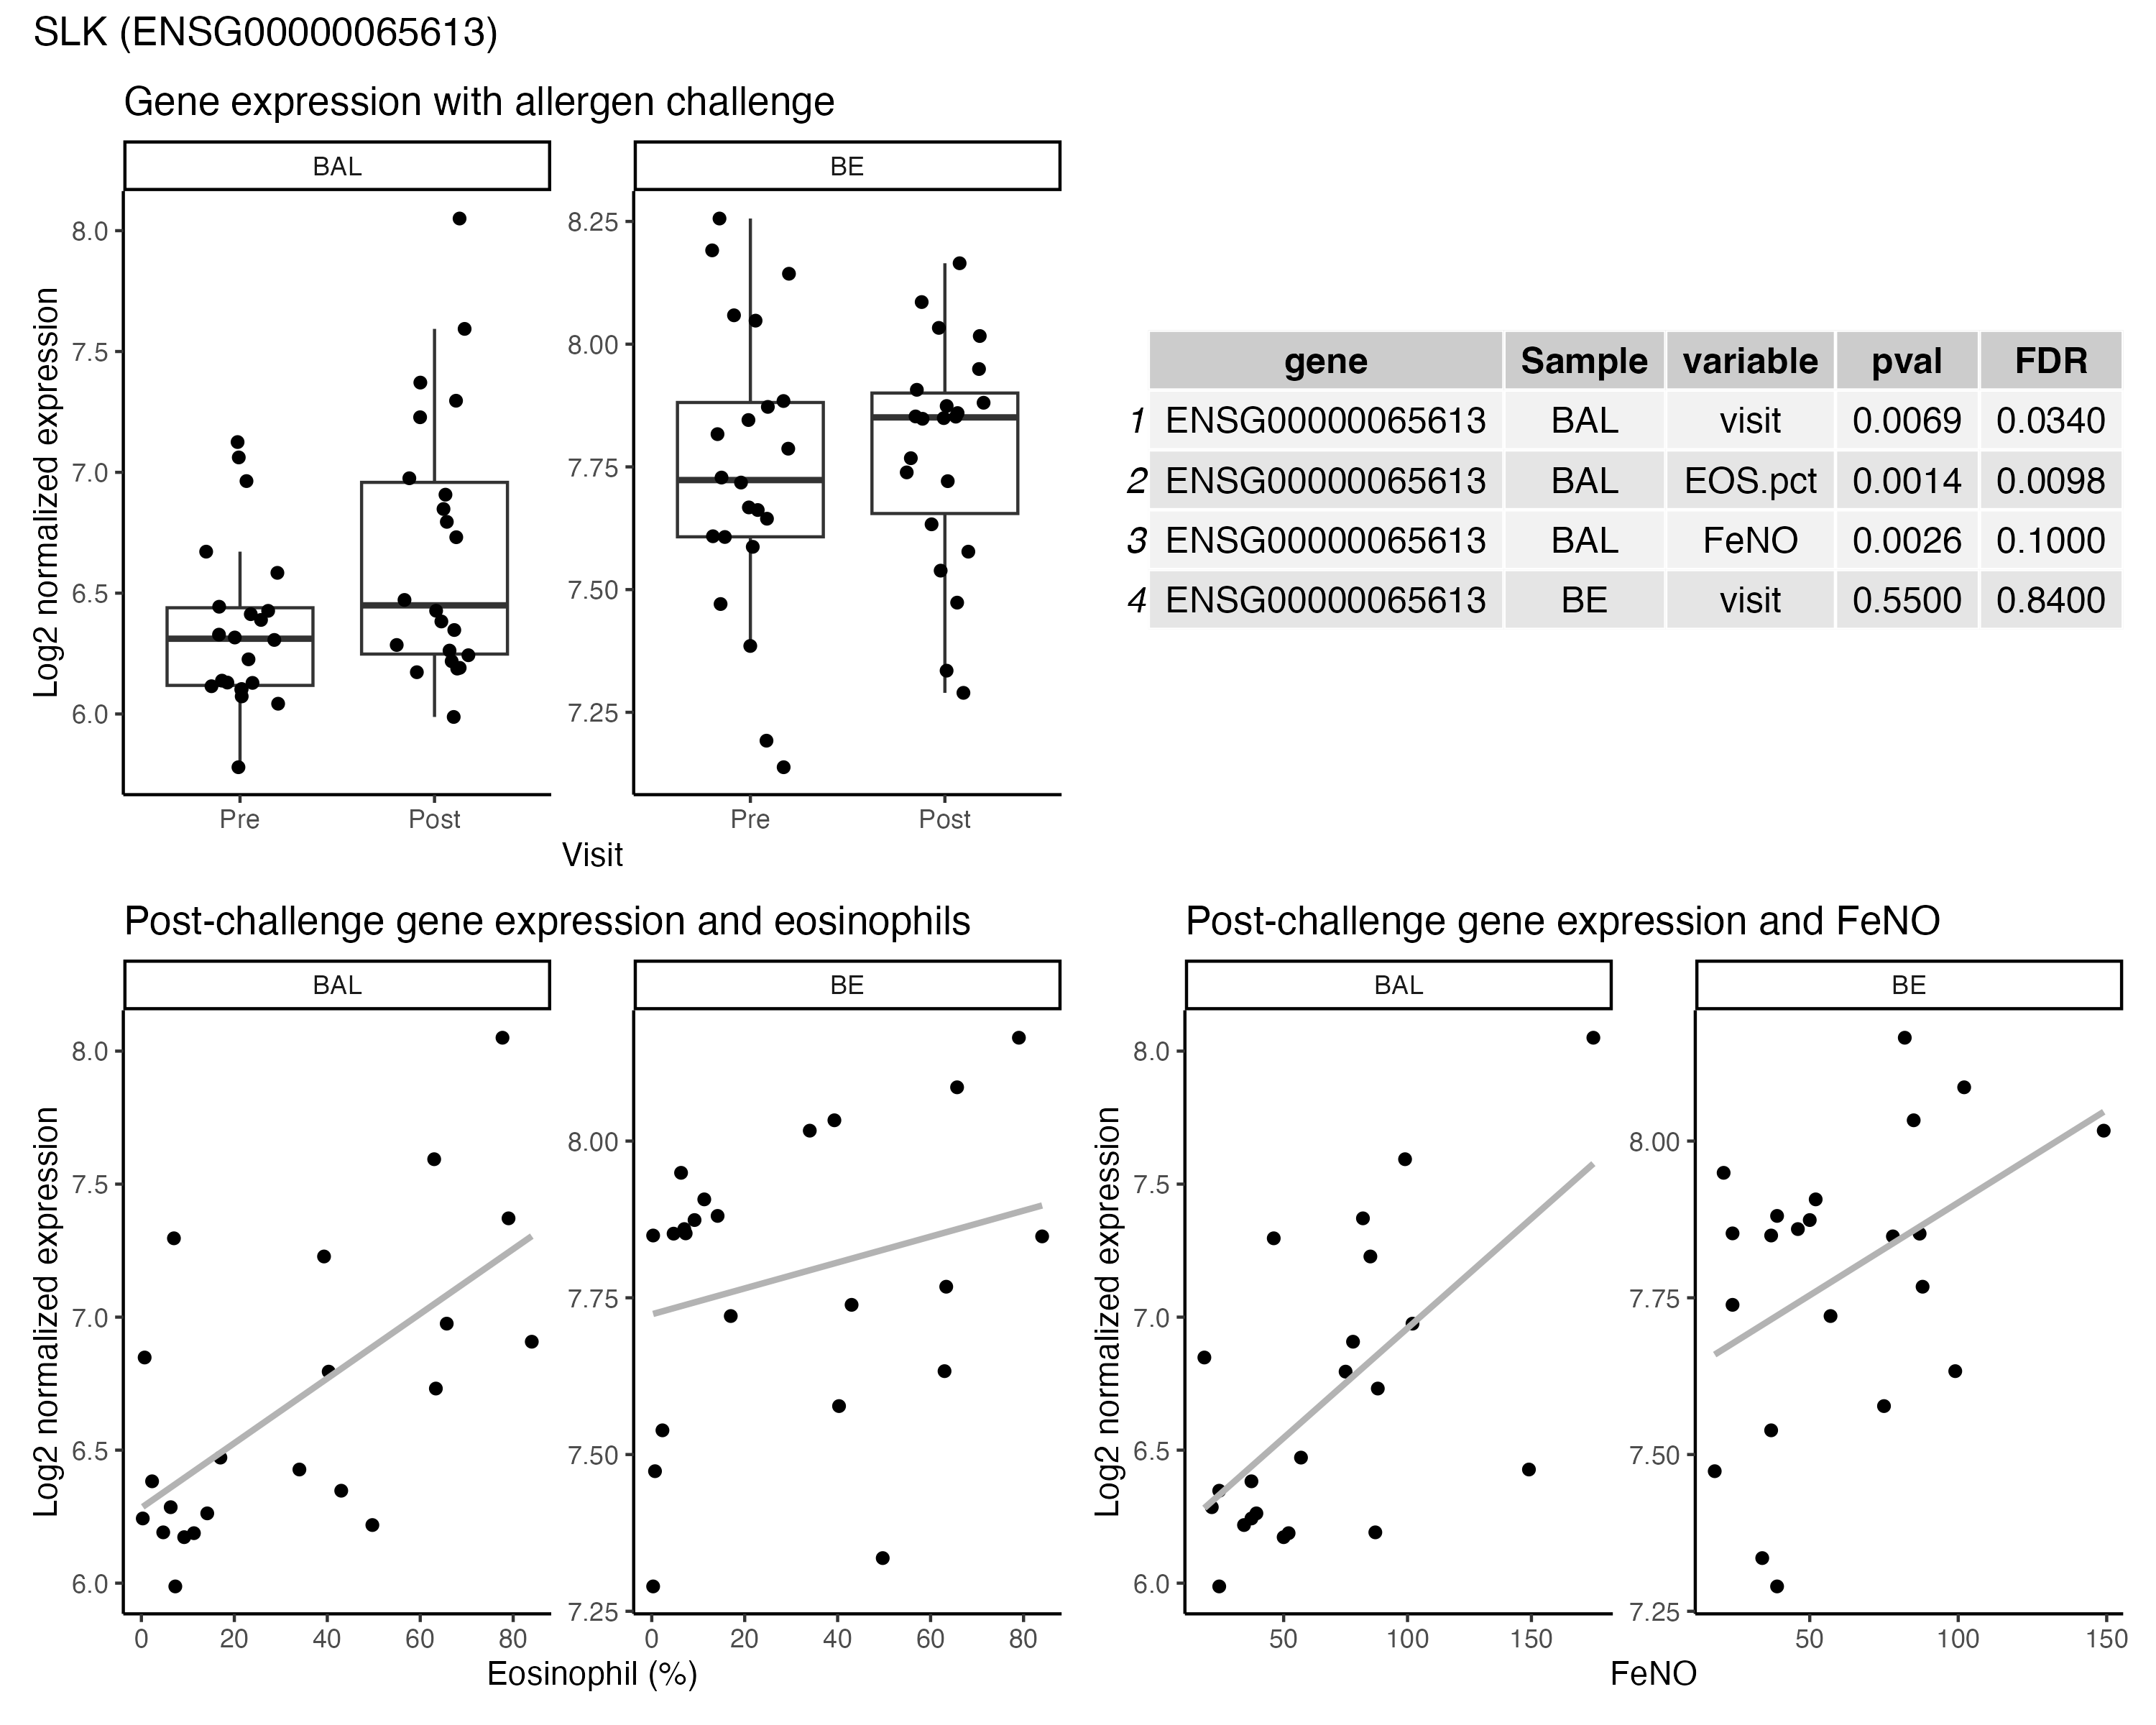 SLK (ENSG00000065613)
Gene expression with allergen challenge
BAL
BE
Log2 normalized expression
8.0
7.5
7.0
6.5
6.0
8.25
8.00
7.75
7.50
7.25
Pre
Post
Pre
Post
Visit
gene Sample variable pval FDR
1 ENSG00000065613 BAL visit 0.0069 0.0340
2 ENSG00000065613 BAL EOS.pct 0.0014 0.0098
3 ENSG00000065613 BAL FeNO 0.0026 0.1000
4 ENSG00000065613 BE visit 0.5500 0.8400
Post-challenge gene expression and eosinophils
BAL
BE
Log2 normalized expression
8.0
7.5
7.0
6.5
6.0
8.00
7.75
7.50
7.25
0 20 40 60 80
0 20 40 60 80
Eosinophil (%)
Post-challenge gene expression and FeNO
BAL
BE
Log2 normalized expression
8.0
7.5
7.0
6.5
6.0
8.00
7.75
7.50
7.25
50 100 150
50 100 150
FeNO